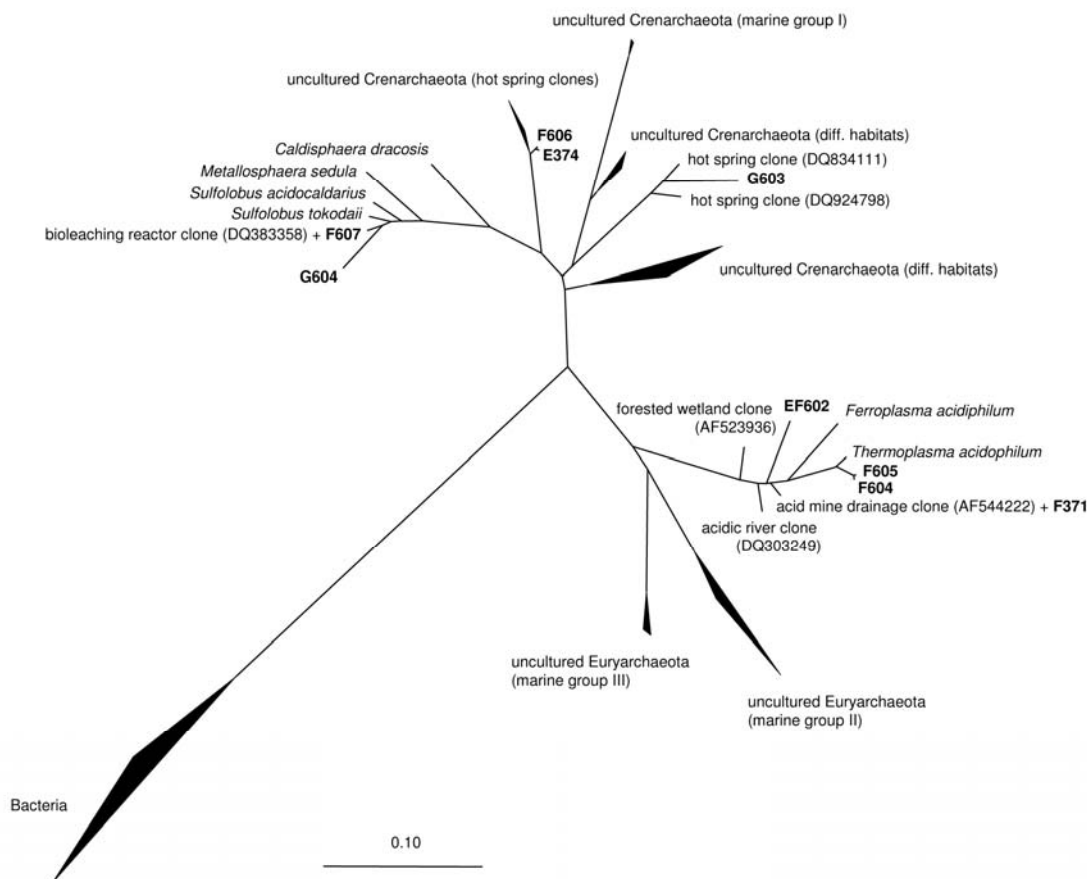 uncultured Crenarchaeota (marine group I)
uncultured Crenarchaeota (hot spring clones)
F606
E374
uncultured Crenarchaeota (diff. habitats)
hot spring clone (DQ834111)
G603
hot spring clone (DQ924798)
Caldisphaera dracosis
Metallosphaera sedula
Sulfolobus acidocaldarius
Sulfolobus tokodaii
bioleaching reactor clone (DQ383358) + F607
G604
uncultured Crenarchaeota (diff. habitats)
forested wetland clone
(AF523936)
EF602
Ferroplasma acidiphilum
Thermoplasma acidophilum
F605
F604
acid mine drainage clone (AF544222) + F371
acidic river clone
(DQ303249)
uncultured Euryarchaeota
(marine group III)
uncultured Euryarchaeota
(marine group II)
Bacteria
0.10